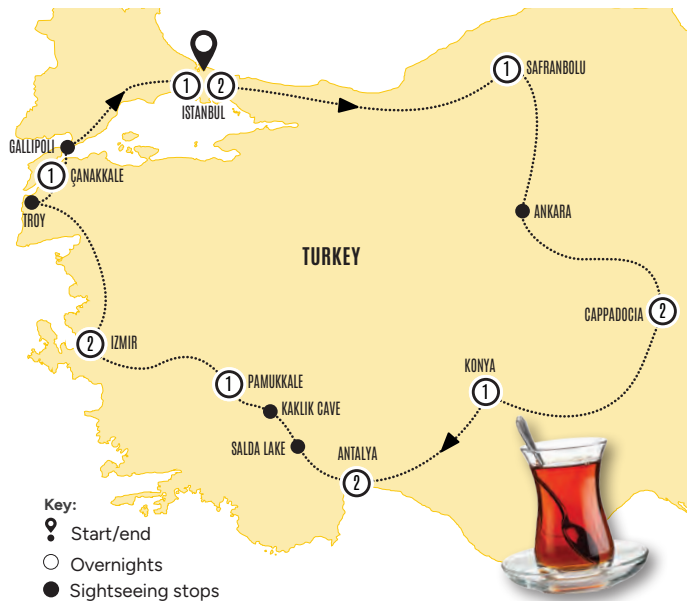 1
SAFRANBOLU
1
2
ISTANBUL
GALLIPOLI
1
ÇANAKKALE
TROY
ANKARA
TURKEY
CAPPADOCIA
2
2
IZMIR
KONYA
1
1
PAMUKKALE
KAKLIK CAVE
SALDA LAKE
ANTALYA
2
Key:
Start/end
Overnights
Sightseeing stops